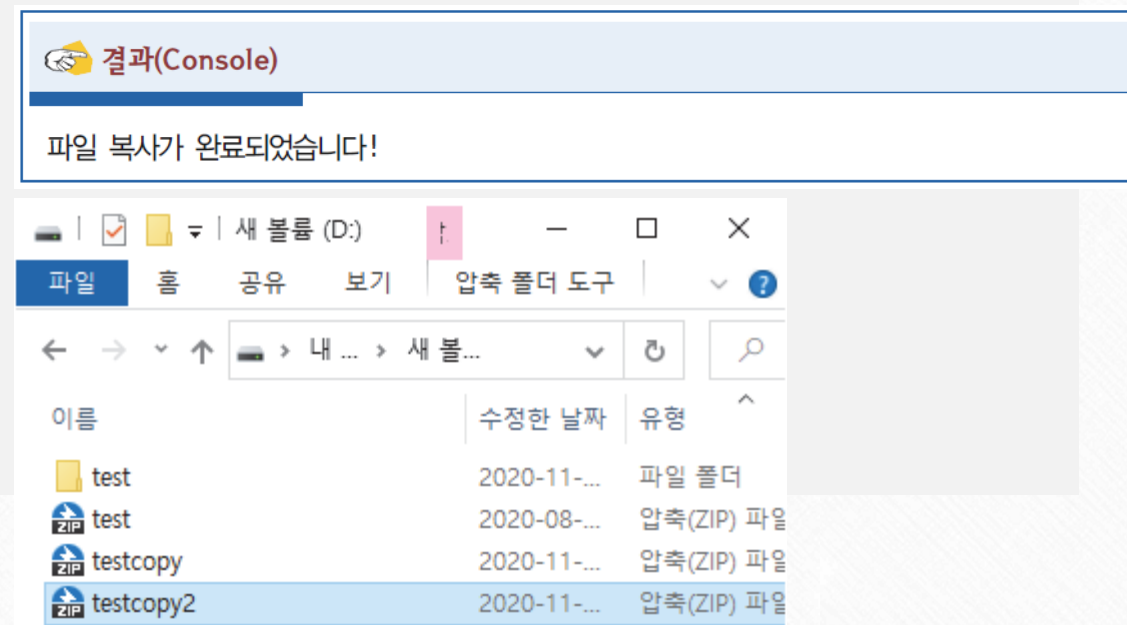 결과(Console)
파일 복사가 완료되었습니다!
새 볼륨 (D:)
파일 홈 공유 보기 압축 폴더 도구
내 ... 새 볼...
이름 수정한 날짜 유형
test 2020-11-... 파일 폴더
ZIP test 2020-08-... 압축(ZIP) 파일
ZIP testcopy 2020-11-... 압축(ZIP) 파일
ZIP testcopy2 2020-11-... 압축(ZIP) 파일